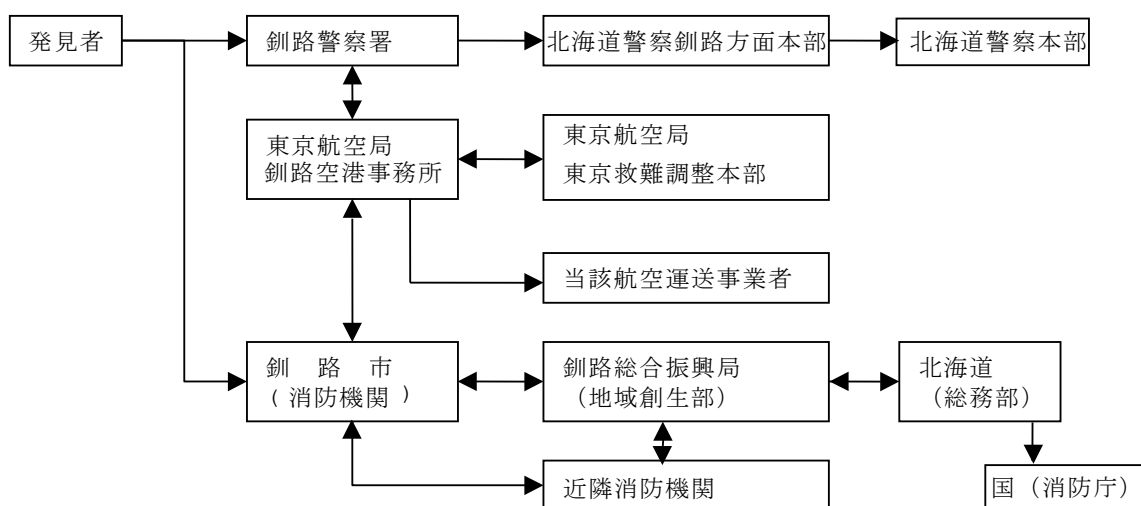 発見者
釧路警察署
北海道警察釧路方面本部
北海道警察本部
東京航空局
釧路空港事務所
東京航空局
東京救難調整本部
当該航空運送事業者
釧路市
(消防機関)
釧路総合振興局
(地域創生部)
北海道
(総務部)
近隣消防機関
国(消防庁)